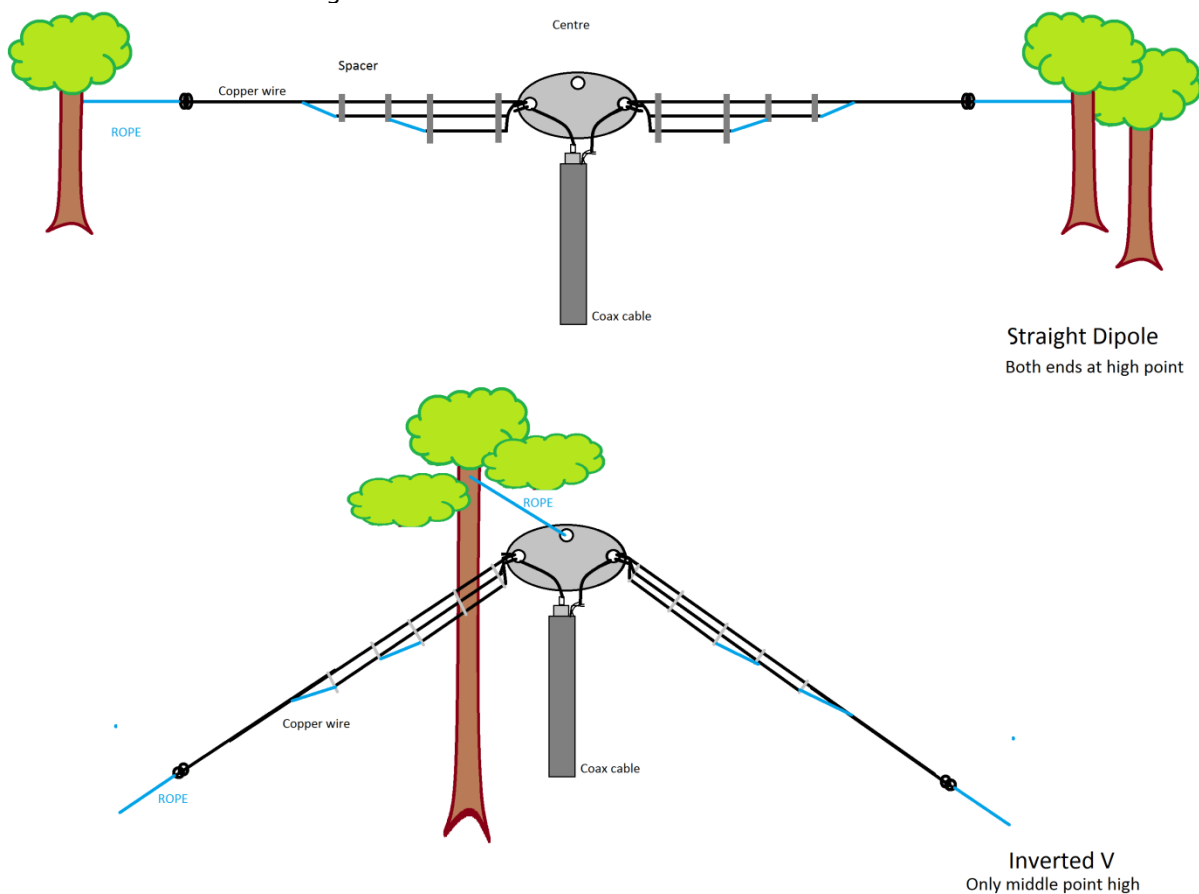 Centre
Spacer
Copper wire
ROPE
Coax cable
Straight Dipole
Both ends at high point
ROPE
Copper wire
Coax cable
ROPE
Inverted V
Only middle point high